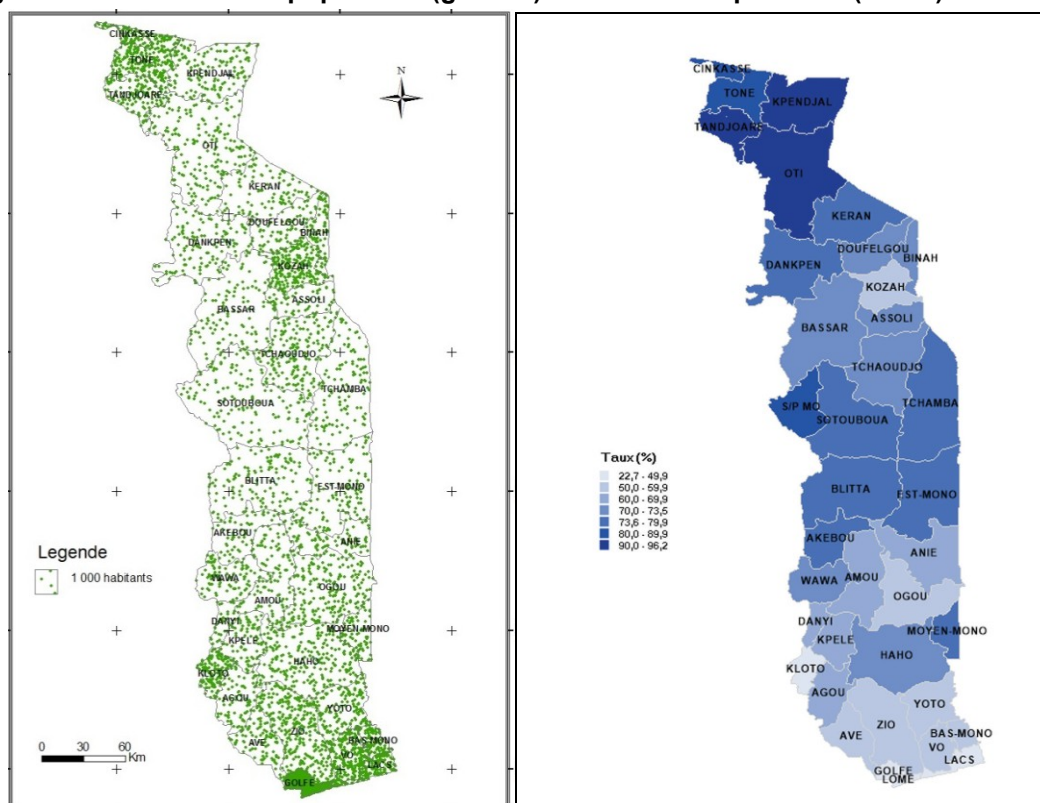 CINKASSE
TONE
KPENDJAL
TANDJOARE
OTI
KERAN
DOUFELGOU
BINAH
DANKPEN
KOZAH
ASSOLI
BASSAR
TCHAOUDJO
TCHAMBA
SOTOUBOUA
BLITTA
EST-MONO
AKEBOU
ANIE
WAWA
OGOU
AMOU
DANYI
MOYEN-MONO
KPELE
HAHO
KLOTO
AGOU
YOTO
ZIO
AVE
BAS-MONO
VO
LACS
GOLFE
N
Legende
1 000 habitants
0 30 60
Km
CINKASSE
TONE
KPENDJAL
TANDJOARE
OTI
KERAN
DOUFELGOU
BINAH
DANKPEN
KOZAH
ASSOLI
BASSAR
TCHAOUDJO
TCHAMBA
S/P MO
SOTOUBOUA
BLITTA
EST-MONO
AKEBOU
ANIE
WAWA
AMOU
OGOU
DANYI
MOYEN-MONO
KPELE
HAHO
KLOTO
AGOU
YOTO
ZIO
AVE
BAS-MONO
VO
LACS
GOLFE
LOME
Taux (%)
22,7 - 49,9
50,0 - 59,9
60,0 - 69,9
70,0 - 73,5
73,6 - 79,9
80,0 - 89,9
90,0 - 96,2